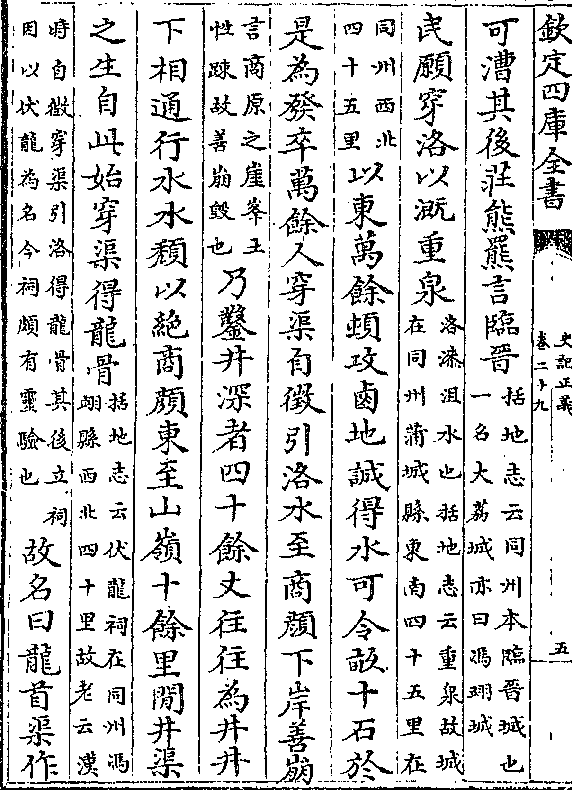 欽定四庫全書
史記正義
卷二十九
五
可漕其後莊熊羆言臨晉
括地志云同州本臨晉城也
一名大荔城亦曰馮翊城
民願穿洛以溉重泉
洛漆沮水也括地志云重泉故城
在同州蒲城縣東南四十五里在
同州西北
四十五里
以東萬餘頃攻鹵地誠得水可令畝十石於
是為發卒萬餘人穿渠自徵引洛水至商顔下岸善崩
言商原之崖峯土
性疎故善崩毀也
乃鑿井深者四十餘丈往往為井井
下相通行水水頽以絶商顔東至山嶺十餘里間井渠
之生自此始穿渠得龍骨
括地志云伏龍祠在同州馮
翊縣西北四十里故老云漢
時自徵穿渠引洛得龍骨其後立祠
因以伏龍為名今祠頗有靈驗也
故名曰龍首渠作